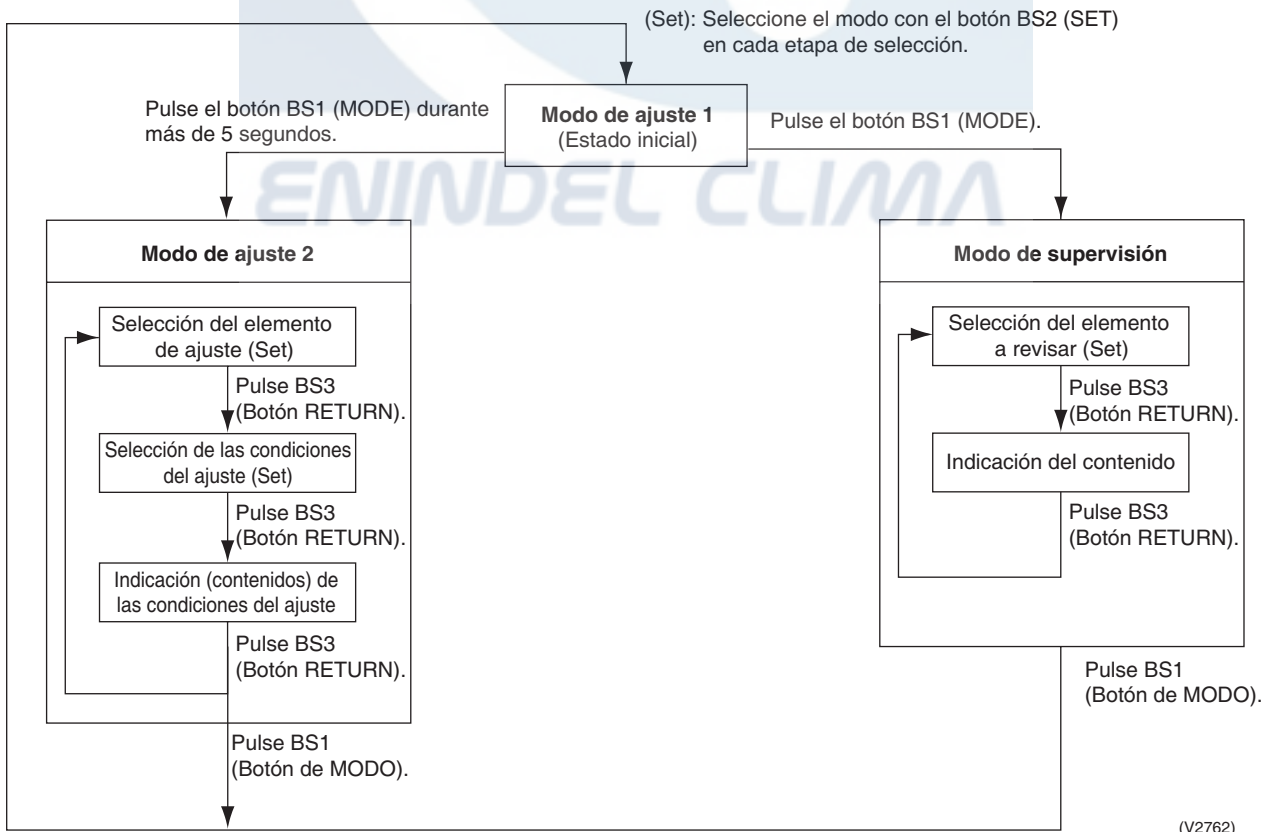 (Set): Seleccione el modo con el botón BS2 (SET)
en cada etapa de selección.
Pulse el botón BS1 (MODE) durante
más de 5 segundos.
Modo de ajuste 1
(Estado inicial)
Pulse el botón BS1 (MODE).
ENINDEL CLIMA
Modo de ajuste 2
Selección del elemento
de ajuste (Set)
Pulse BS3
(Botón RETURN).
Selección de las condiciones
del ajuste (Set)
Pulse BS3
(Botón RETURN).
Indicación (contenidos) de
las condiciones del ajuste
Pulse BS3
(Botón RETURN).
Pulse BS1
(Botón de MODO).
Modo de supervisión
Selección del elemento
a revisar (Set)
Pulse BS3
(Botón RETURN).
Indicación del contenido
Pulse BS3
(Botón RETURN).
Pulse BS1
(Botón de MODO).
(V2762)